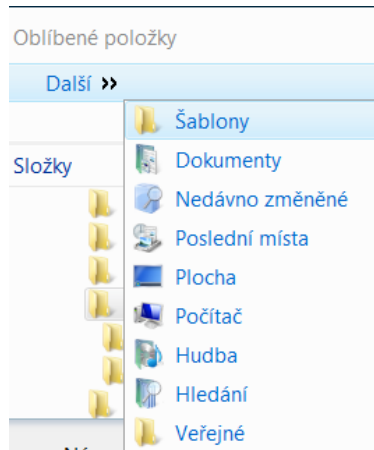 Oblíbené položky
Další »
Šablony
Dokumenty
Složky
Nedávno změněné
Poslední místa
Plocha
Počítač
Hudba
Hledání
Veřejné